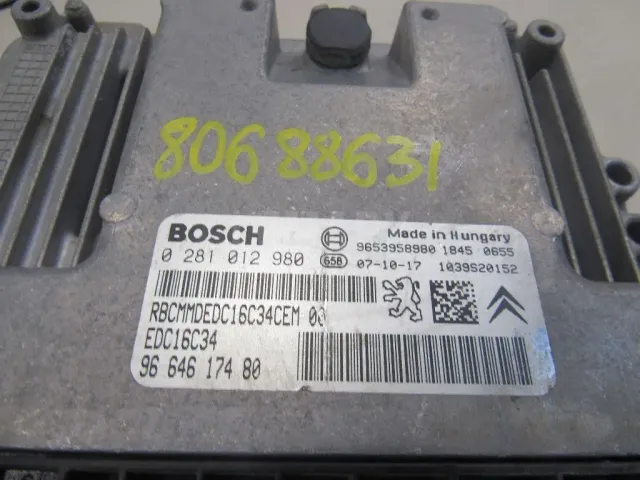 80688631
BOSCH
Made in Hungary
0 281 012 980
9653958980 1845 0655
658 07-10-17 1039S20152
RBCMMDEDC16C34CEM 00
EDC16C34
96 646 174 80